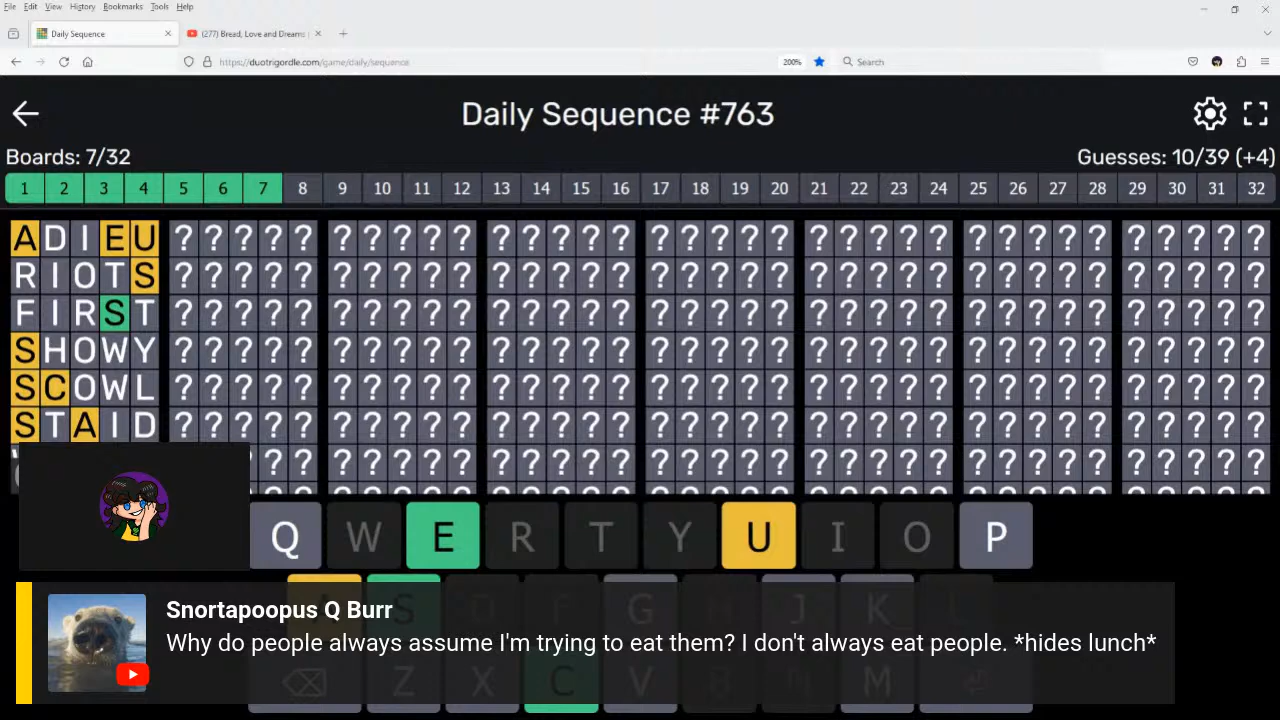 File Edit View History Bookmarks Tools Help
Daily Sequence
(277) Bread, Love and Dreams
https://duotrigordle.com/game/daily/sequence
200%
Search
Daily Sequence #763
Boards: 7/32
Guesses: 10/39 (+4)
1 2 3 4 5 6 7 8 9 10 11 12 13 14 15 16 17 18 19 20 21 22 23 24 25 26 27 28 29 30 31 32
ADIEU ????? ????? ????? ????? ????? ????? ?????
RIOTS ????? ????? ????? ????? ????? ????? ?????
FIRST ????? ????? ????? ????? ????? ????? ?????
SHOWY ????? ????? ????? ????? ????? ????? ?????
SCOWL ????? ????? ????? ????? ????? ????? ?????
STAID ????? ????? ????? ????? ????? ????? ?????
??? ????? ????? ????? ????? ????? ?????
Q W E R T Y U I O P
A S D F G H J K L
Z X C V B N M
Snortapoopus Q Burr
Why do people always assume I'm trying to eat them? I don't always eat people. *hides lunch*